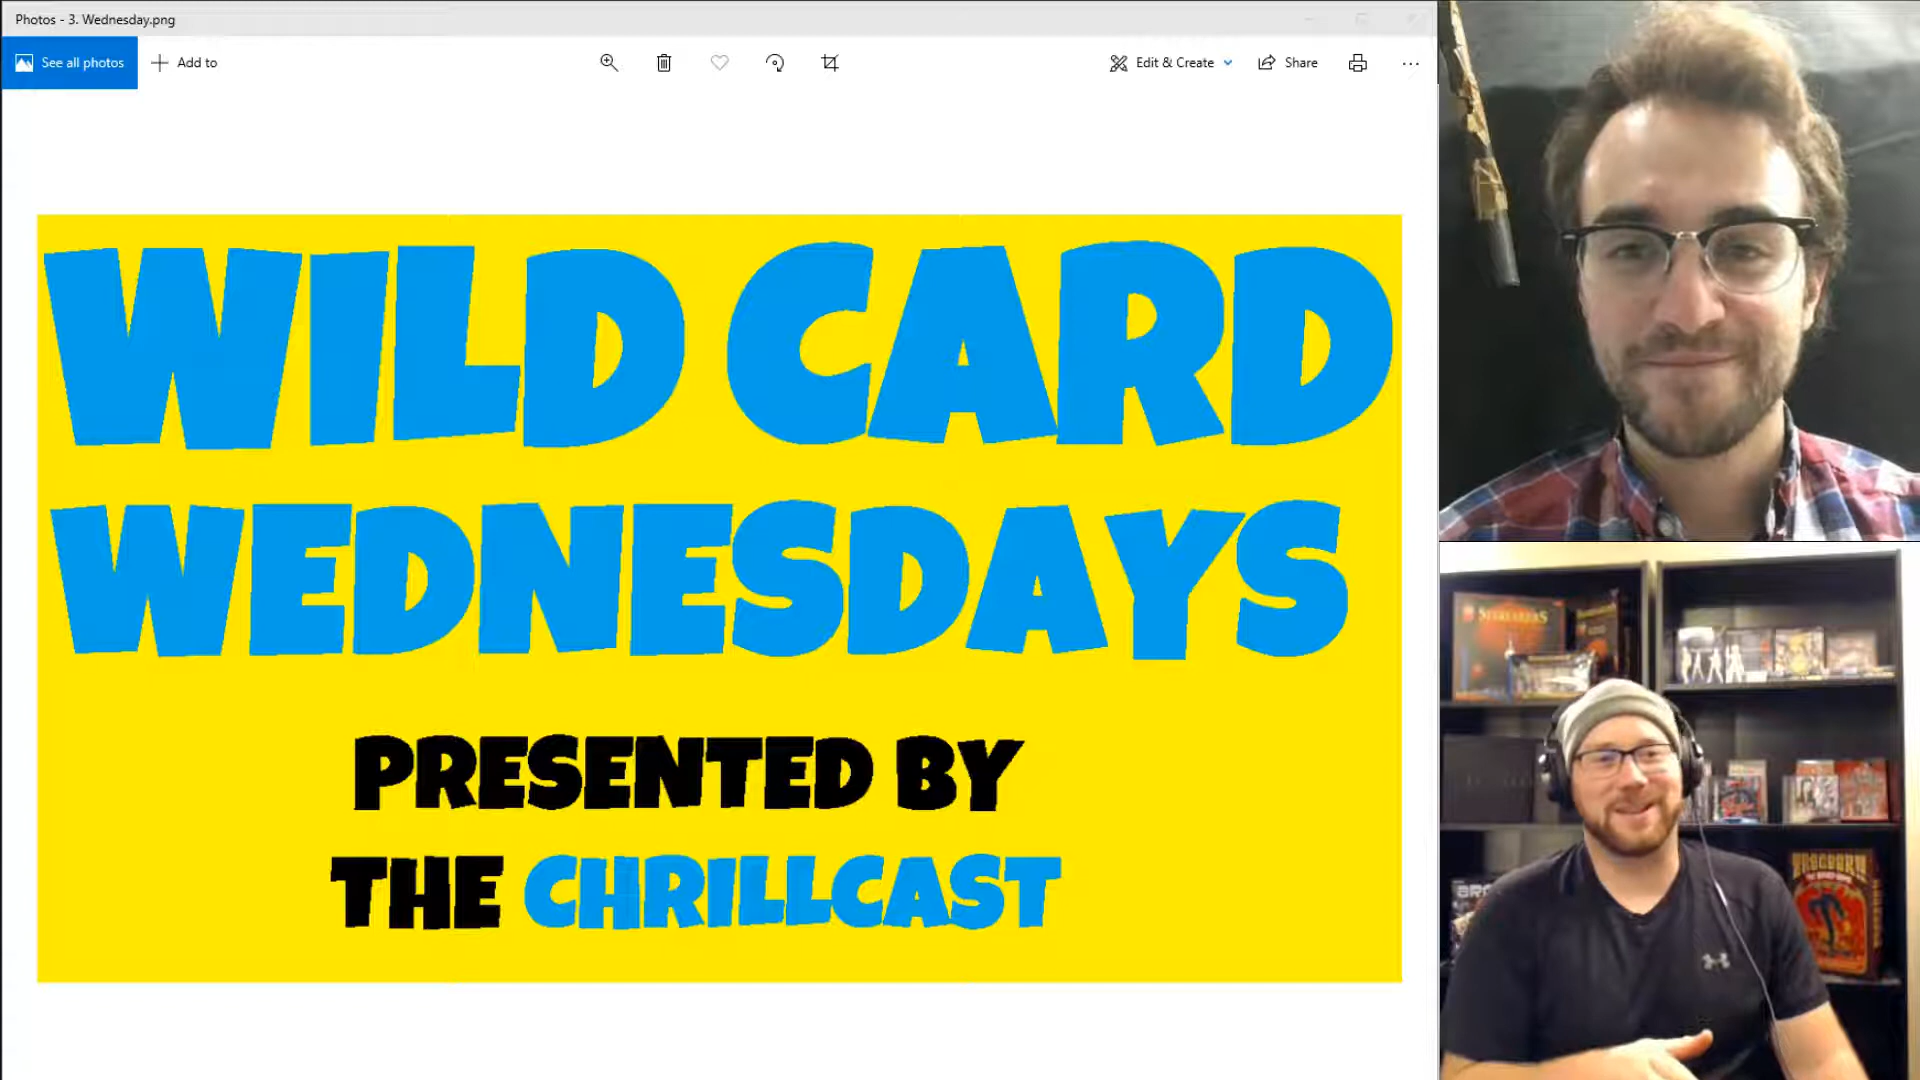 Photos - 3. Wednesday.png
See all photos
Add to
Edit & Create
Share
WILD CARD
WEDNESDAYS
PRESENTED BY
THE CHRILLCAST